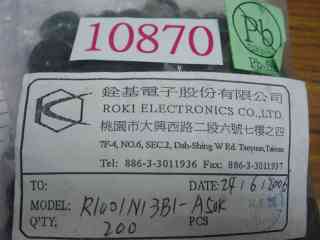 10870
Pb
銓基電子股份有限公司
ROKI ELECTRONICS CO.,LTD.
桃園市大興西路二段六號七樓之四
7F-4, NO.6, SEC.2, Dah-Shing W Rd. Taoyuan, Taiwan
Tel: 886-3-3011936 Fax: 886-3-3011937
TO: DATE: 24/6/2005
MODEL: R1001N13B1-A50K
Q'TY, 200 PCS